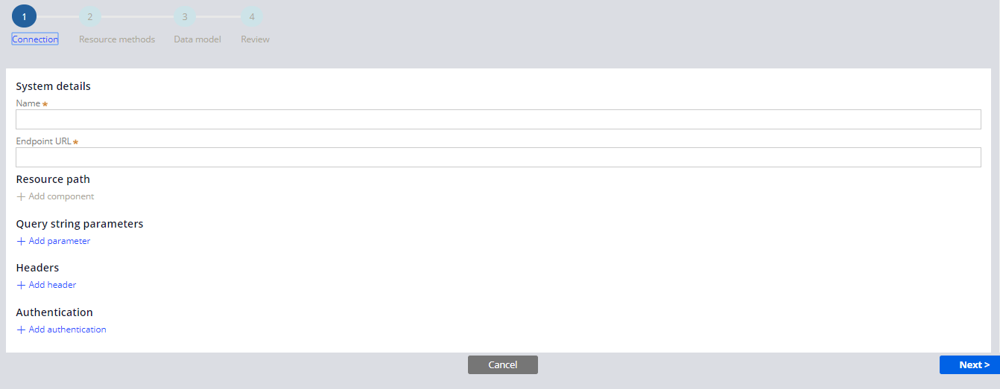 1 2 3 4
Connection Resource methods Data model Review
System details
Name ★
Endpoint URL ★
Resource path
+ Add component
Query string parameters
+ Add parameter
Headers
+ Add header
Authentication
+ Add authentication
Cancel Next >